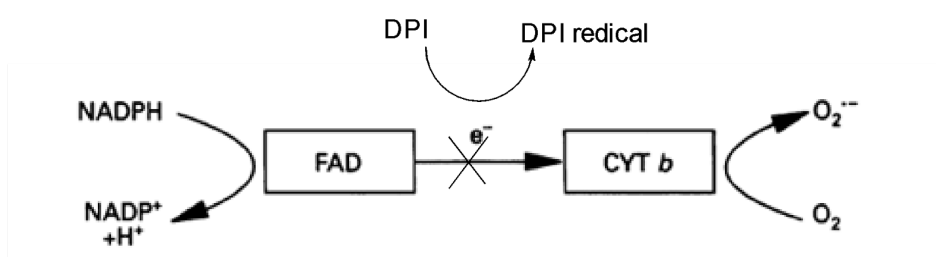 DPI
DPI redical
NADPH
e⁻
FAD
CYT b
O₂·⁻
NADP⁺
+H⁺
O₂